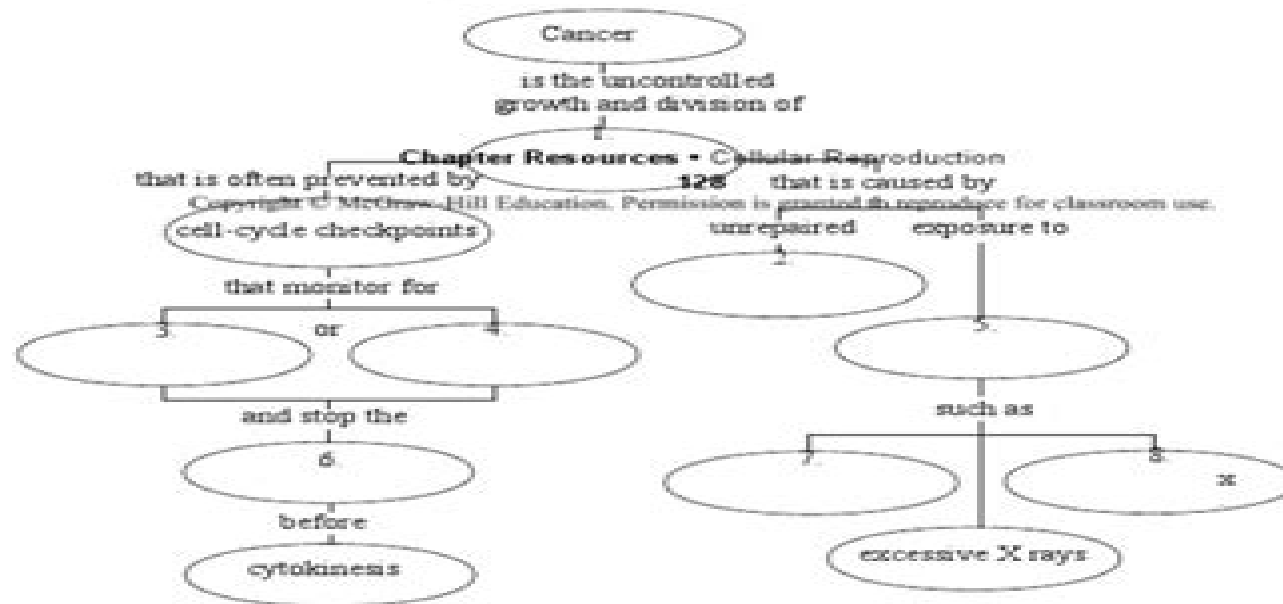 Cancer
is the uncontrolled
growth and division of
1.
Chapter Resources • Cellular Reproduction
that is often prevented by
128
that is caused by
Copyright © McGraw-Hill Education. Permission is granted to reproduce for classroom use.
cell-cycle checkpoints
unrepaired
exposure to
2.
that monitor for
3.
or
4.
5.
and stop the
such as
6.
7.
8.
x
before
cytokinesis
excessive X rays